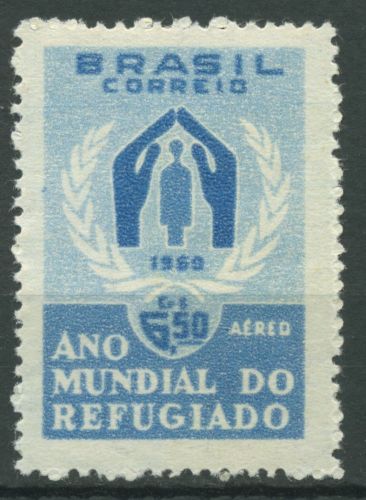 BRASIL
CORREIO
1960
Cr$
6,50 AÉREO
ANO
MUNDIAL DO
REFUGIADO